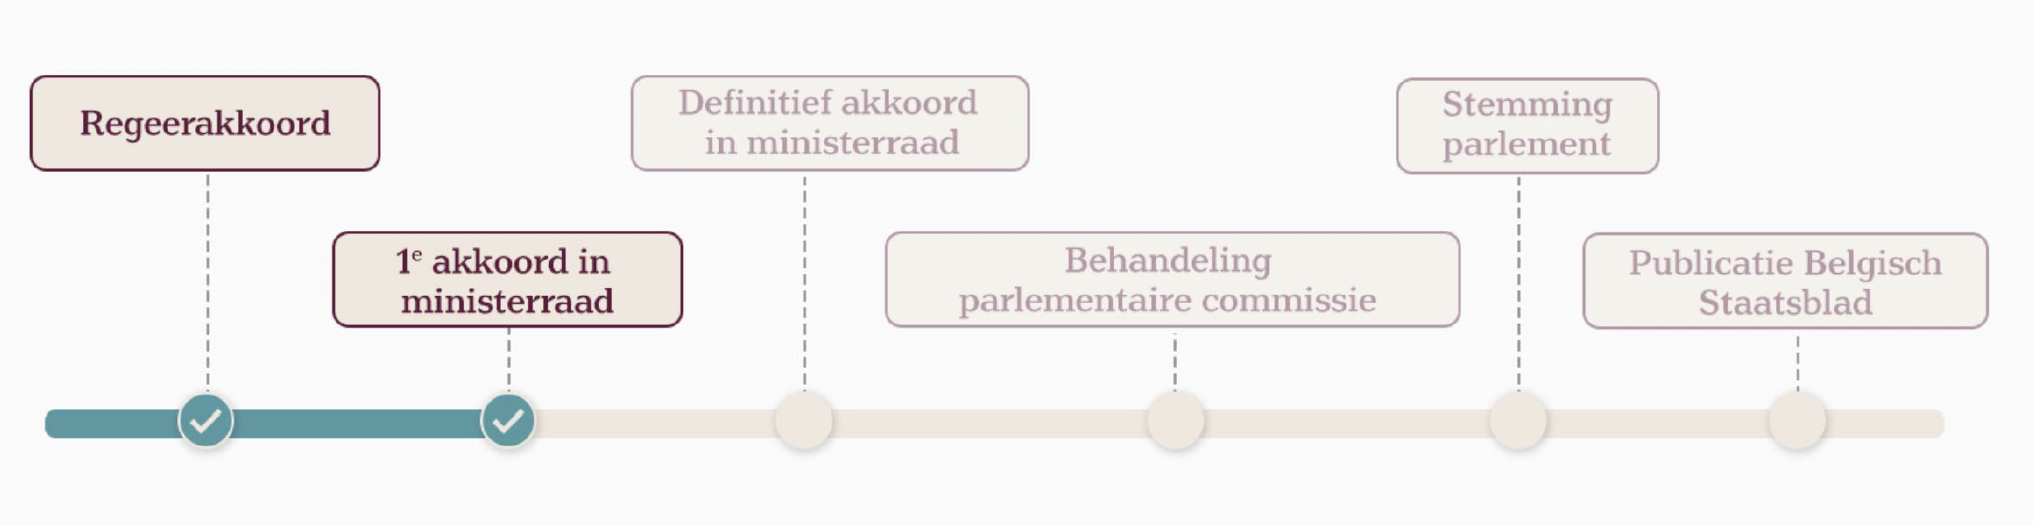 Regeerakkoord
1e akkoord in
ministerraad
Definitief akkoord
in ministerraad
Behandeling
parlementaire commissie
Stemming
parlement
Publicatie Belgisch
Staatsblad